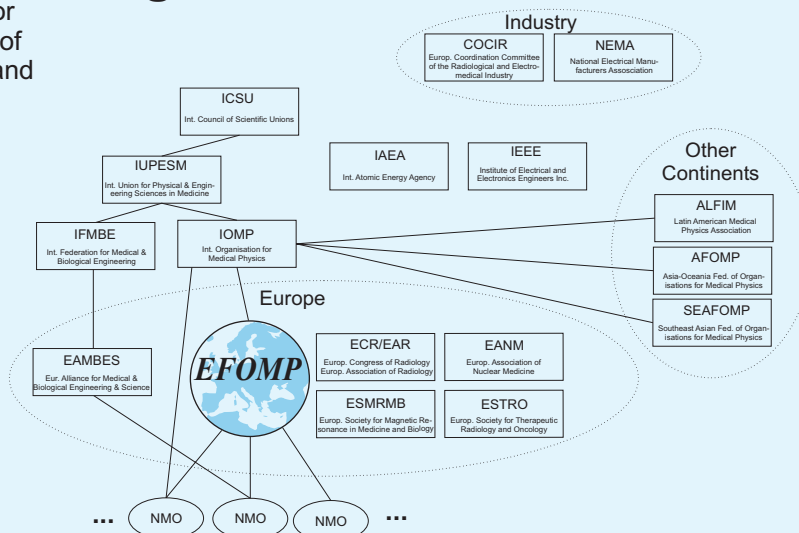 g
or
of
and
Industry
COCIR
Europ. Coordination Committee
of the Radiological and Electro-
medical Industry
NEMA
National Electrical Manu-
facturers Assosciation
ICSU
Int. Council of Scientific Unions
IUPESM
Int. Union for Physical & Engin-
eering Sciences in Medicine
IAEA
Int. Atomic Energy Agency
IEEE
Institute of Electrical and
Electronics Engineers Inc.
Other
Continents
ALFIM
Latin American Medical
Physics Association
AFOMP
Asia-Oceania Fed. of Organ-
isations for Medical Physics
SEAFOMP
Southeast Asian Fed. of Organ-
isations for Medical Physics
IFMBE
Int. Federation for Medical &
Biological Engineering
IOMP
Int. Organisation for
Medical Physics
Europe
EAMBES
Eur. Alliance for Medical &
Biological Engineering & Science
EFOMP
ECR/EAR
Europ. Congress of Radiology
Europ. Association of Radiology
EANM
Europ. Association of
Nuclear Medicine
ESMRMB
Europ. Society for Magnetic Re-
sonance in Medicine and Biology
ESTRO
Europ. Society for Therapeutic
Radiology and Oncology
... NMO NMO NMO ...